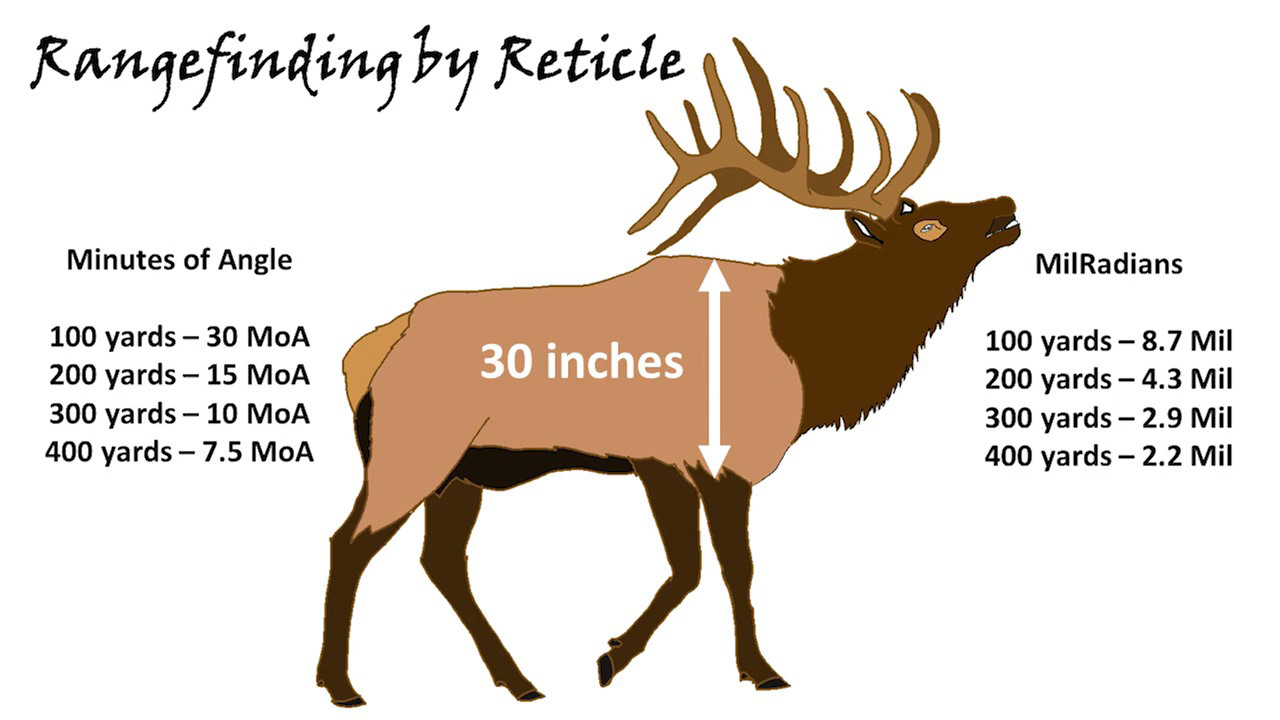 Rangefinding by Reticle
Minutes of Angle
100 yards – 30 MoA
200 yards – 15 MoA
300 yards – 10 MoA
400 yards – 7.5 MoA
30 inches
MilRadians
100 yards – 8.7 Mil
200 yards – 4.3 Mil
300 yards – 2.9 Mil
400 yards – 2.2 Mil